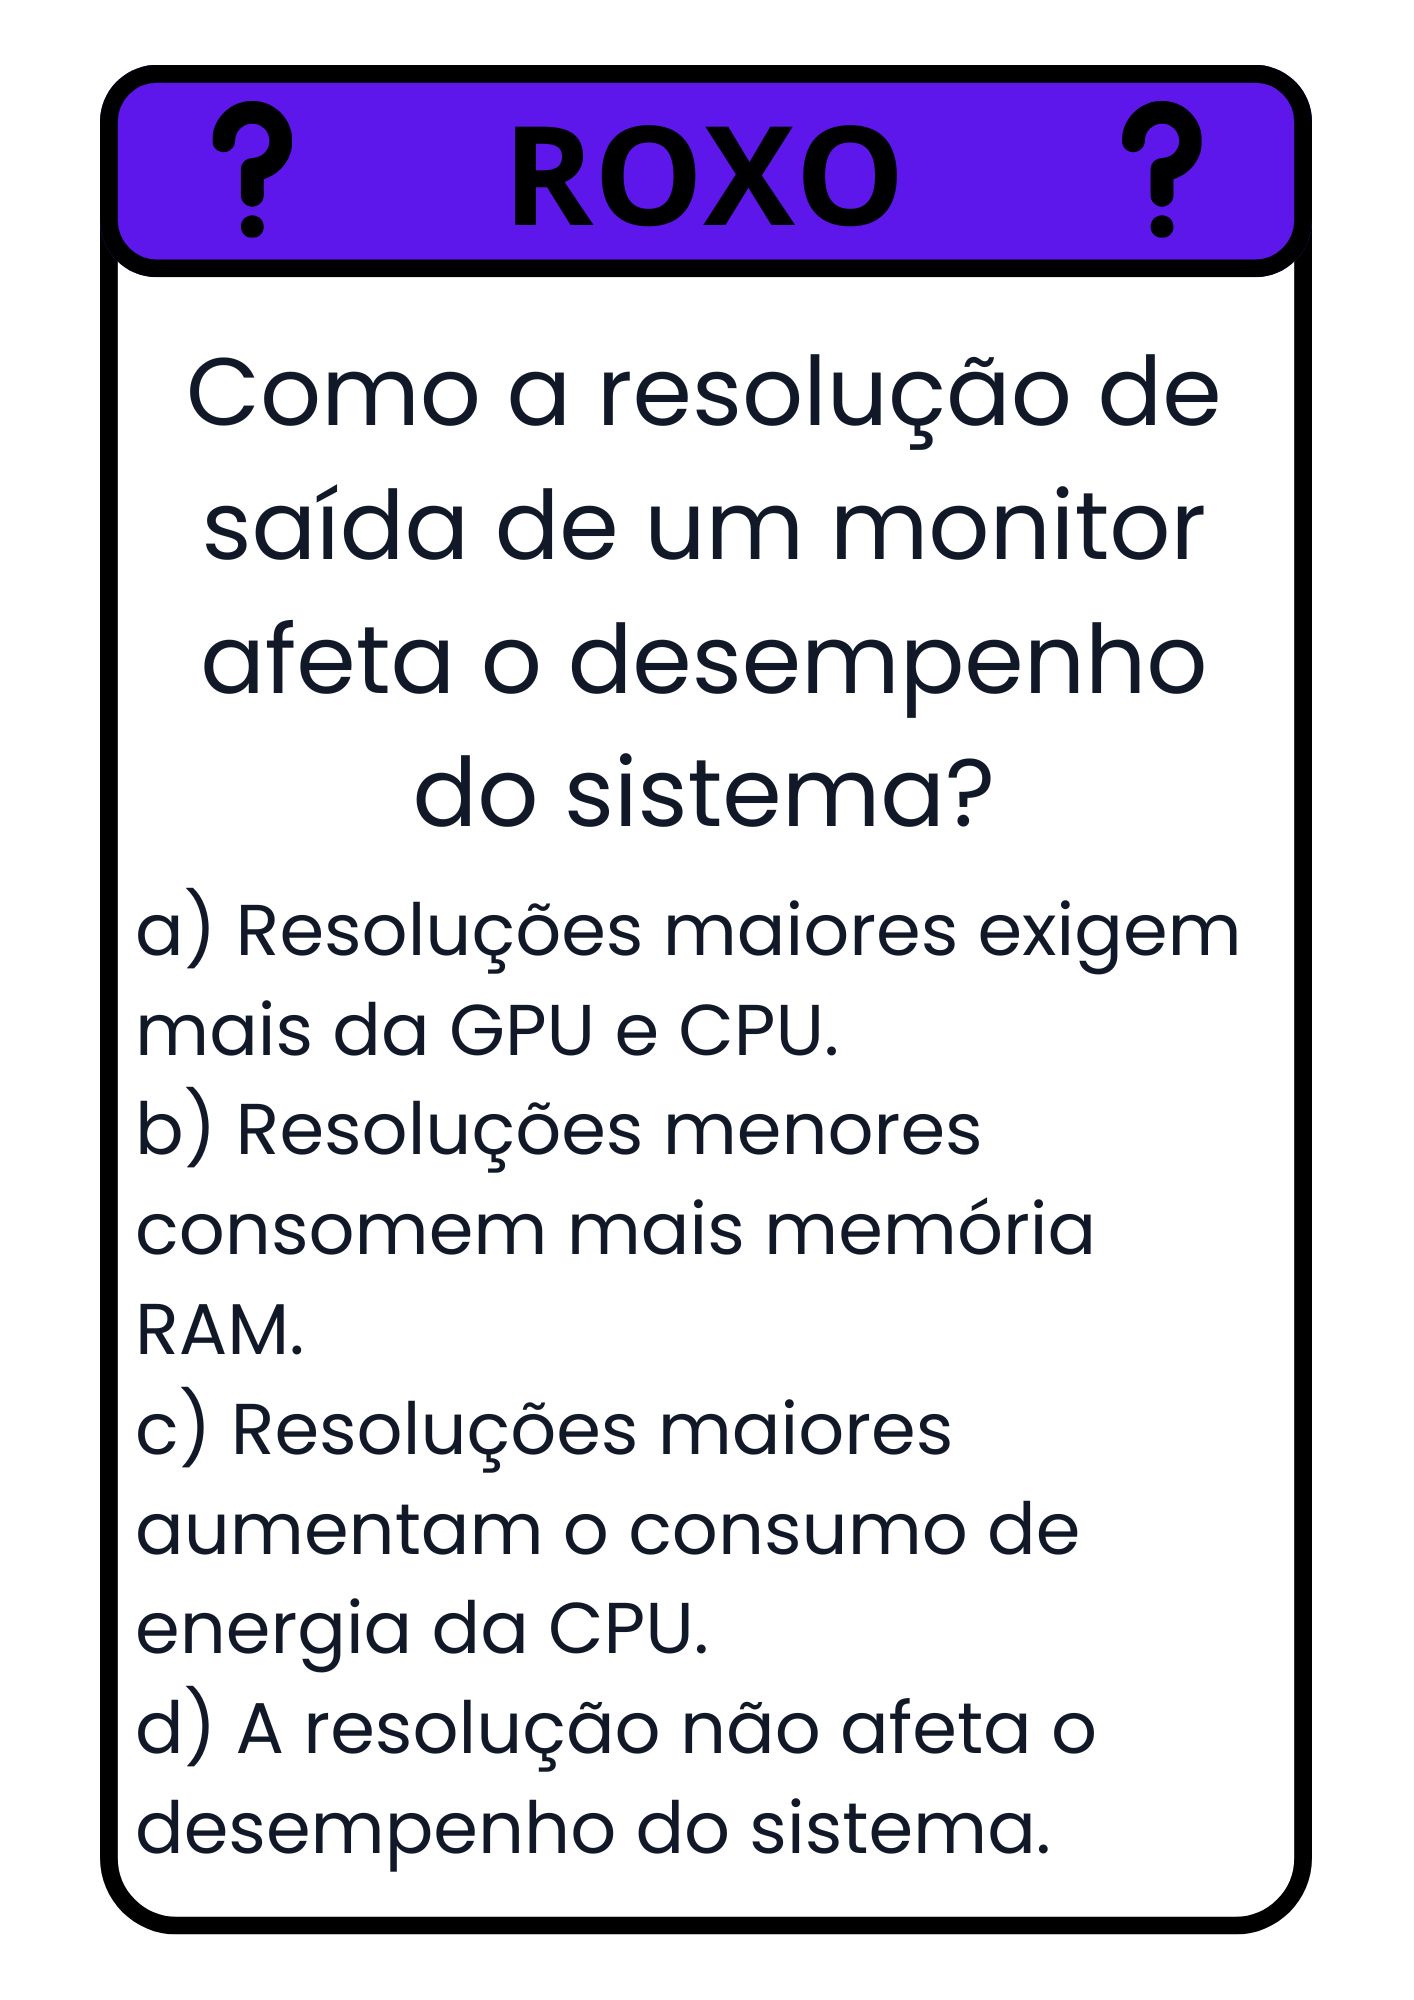 ? ROXO ?
Como a resolução de
saída de um monitor
afeta o desempenho
do sistema?
a) Resoluções maiores exigem
mais da GPU e CPU.
b) Resoluções menores
consomem mais memória
RAM.
c) Resoluções maiores
aumentam o consumo de
energia da CPU.
d) A resolução não afeta o
desempenho do sistema.